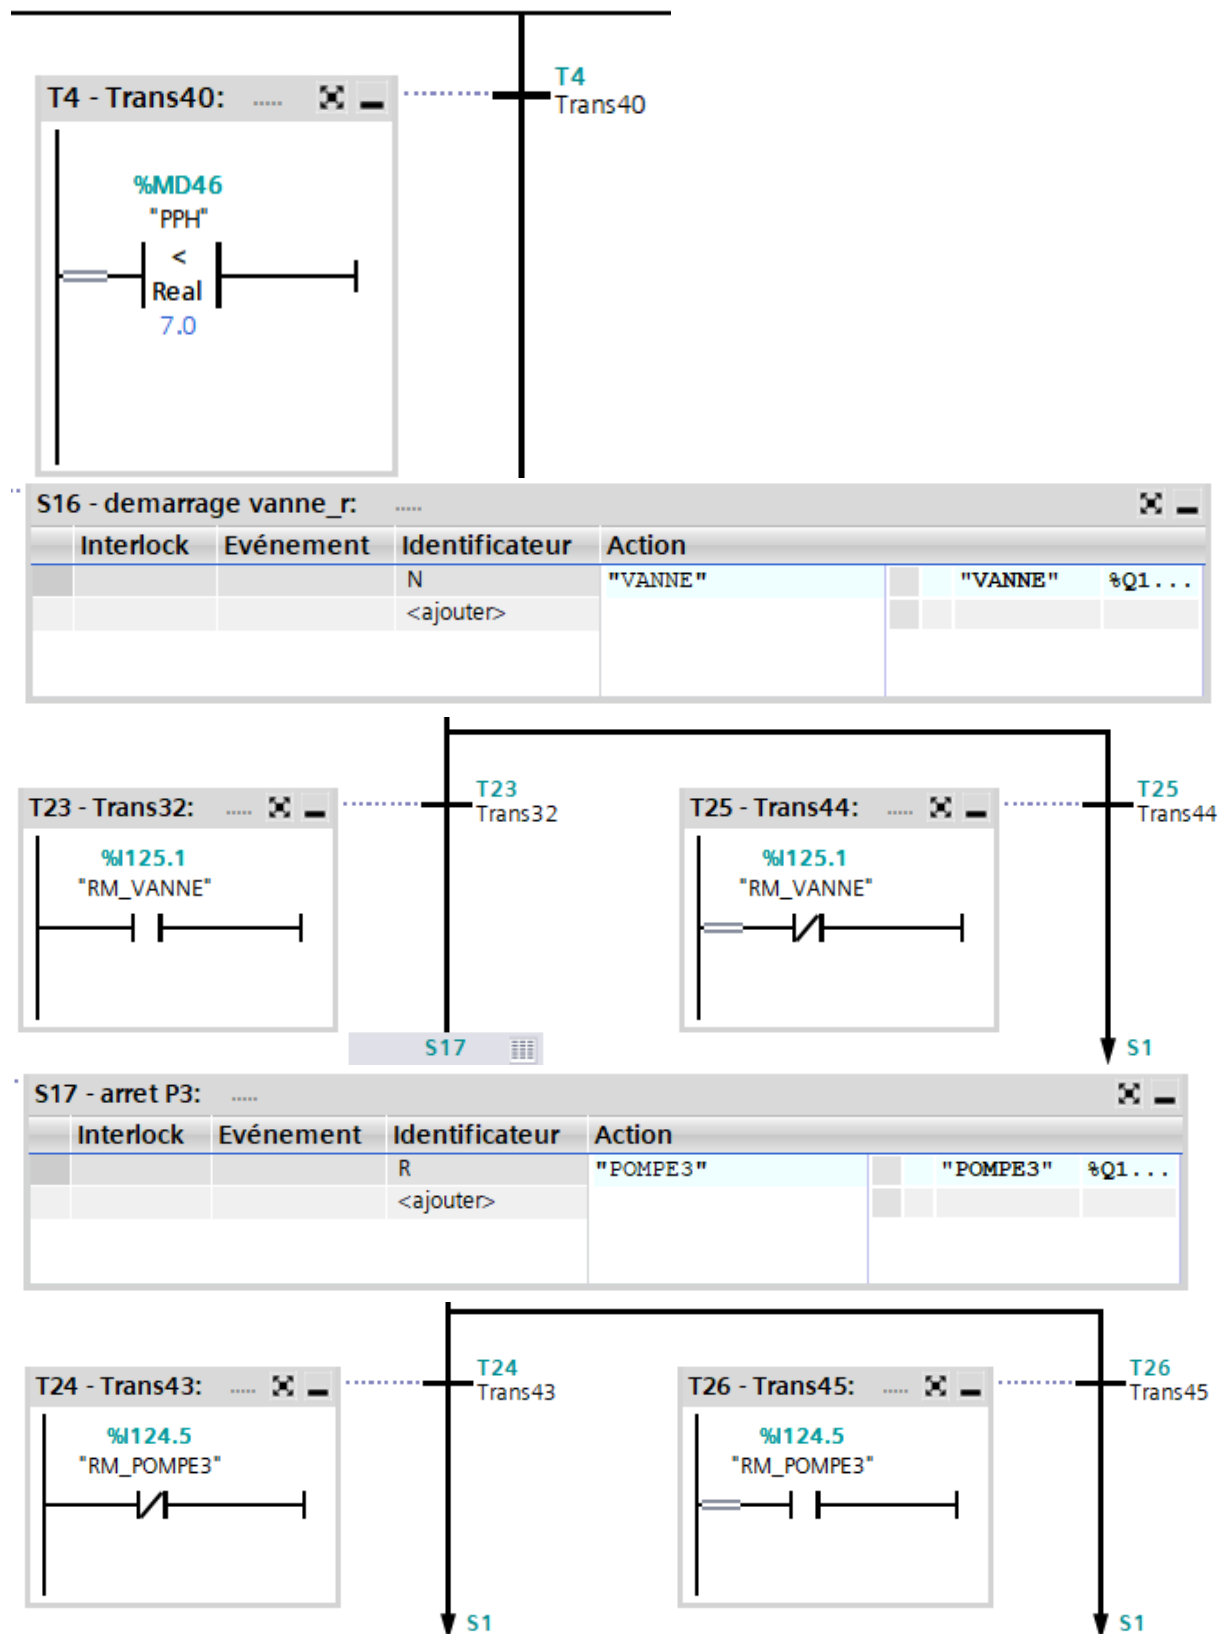 T4
Trans40
T4 - Trans40: .....
%MD46
"PPH"
<
Real
7.0
S16 - demarrage vanne_r: .....
Interlock Evénement Identificateur Action
N "VANNE" "VANNE" %Q1...
<ajouter>
T23
Trans32
T23 - Trans32: .....
%I125.1
"RM_VANNE"
T25
Trans44
T25 - Trans44: .....
%I125.1
"RM_VANNE"
S17
S1
S17 - arret P3: .....
Interlock Evénement Identificateur Action
R "POMPE3" "POMPE3" %Q1...
<ajouter>
T24
Trans43
T24 - Trans43: .....
%I124.5
"RM_POMPE3"
T26
Trans45
T26 - Trans45: .....
%I124.5
"RM_POMPE3"
S1
S1